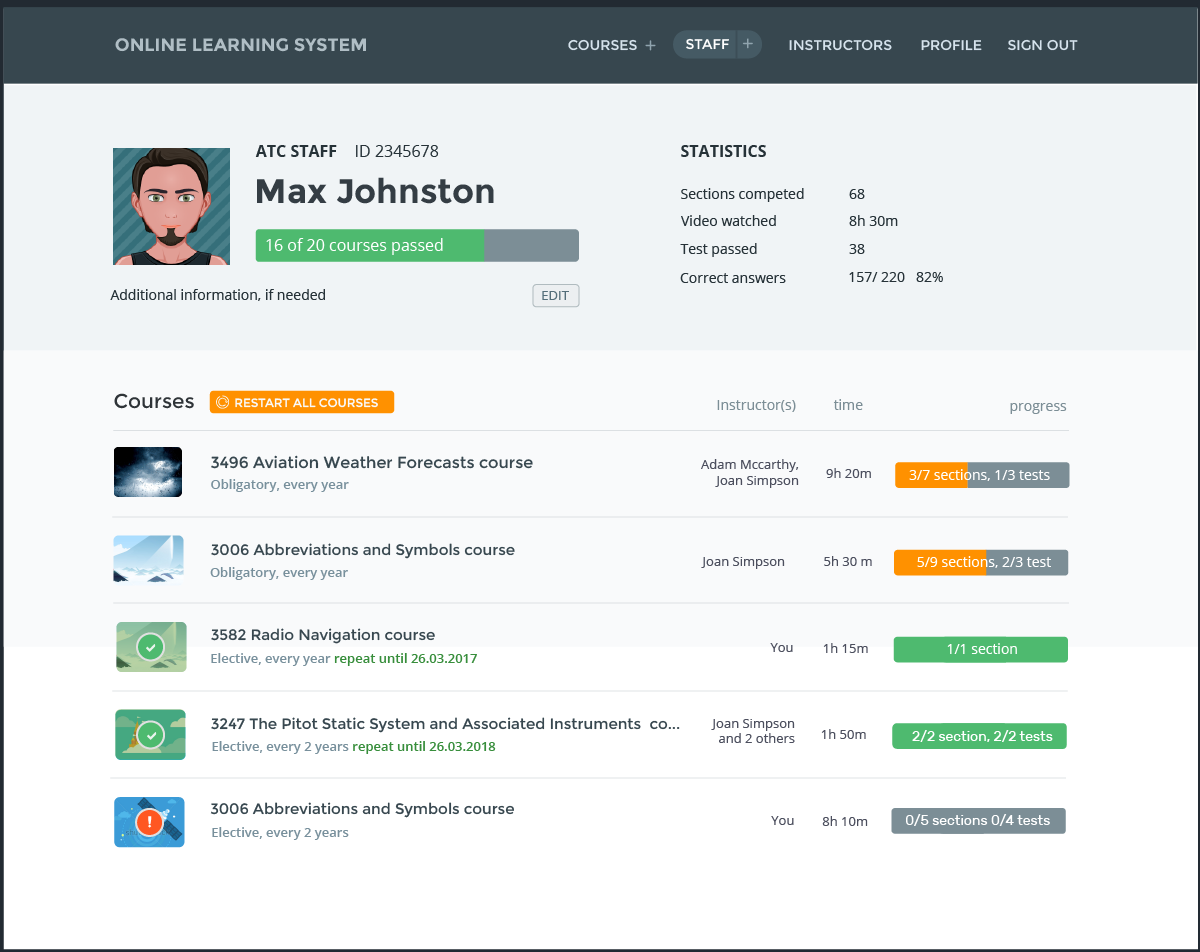 ONLINE LEARNING SYSTEM
COURSES +
STAFF +
INSTRUCTORS
PROFILE
SIGN OUT
ATC STAFF ID 2345678
Max Johnston
16 of 20 courses passed
Additional information, if needed
EDIT
STATISTICS
Sections competed 68
Video watched 8h 30m
Test passed 38
Correct answers 157/ 220 82%
Courses
RESTART ALL COURSES
Instructor(s)
time
progress
3496 Aviation Weather Forecasts course
Obligatory, every year
Adam Mccarthy,
Joan Simpson
9h 20m
3/7 sections, 1/3 tests
3006 Abbreviations and Symbols course
Obligatory, every year
Joan Simpson
5h 30 m
5/9 sections, 2/3 test
3582 Radio Navigation course
Elective, every year repeat until 26.03.2017
You
1h 15m
1/1 section
3247 The Pitot Static System and Associated Instruments co...
Elective, every 2 years repeat until 26.03.2018
Joan Simpson
and 2 others
1h 50m
2/2 section, 2/2 tests
3006 Abbreviations and Symbols course
Elective, every 2 years
You
8h 10m
0/5 sections 0/4 tests